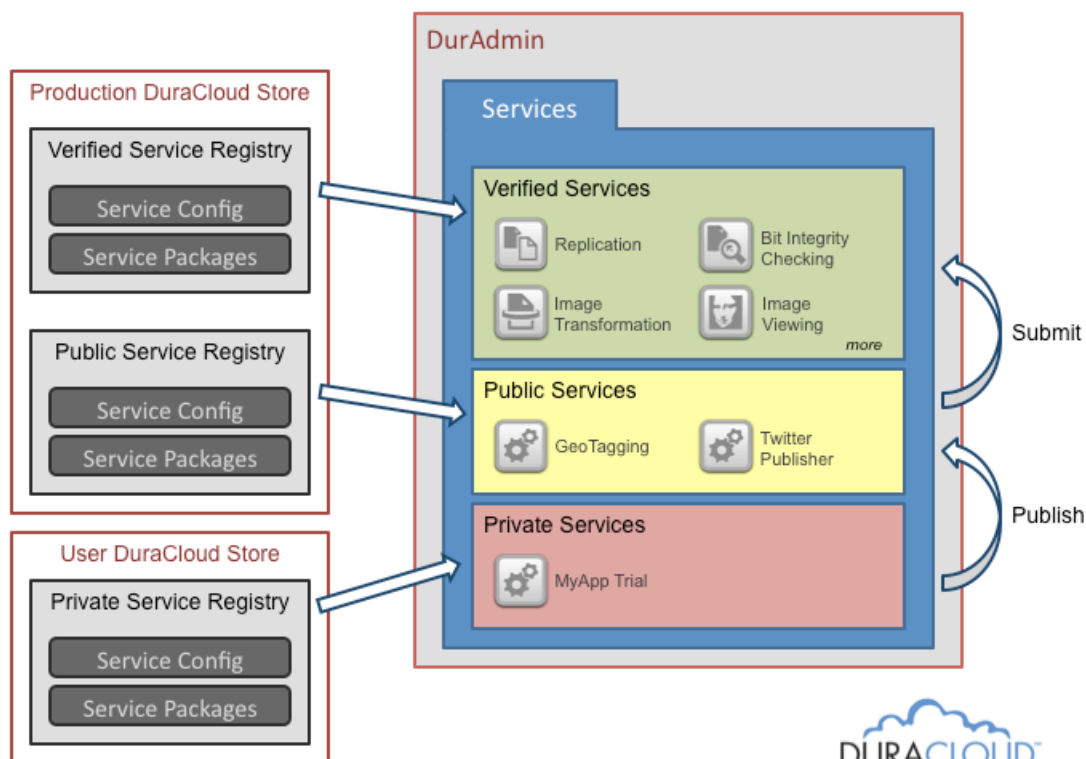 Production DuraCloud Store
Verified Service Registry
Service Config
Service Packages
Public Service Registry
Service Config
Service Packages
User DuraCloud Store
Private Service Registry
Service Config
Service Packages
DurAdmin
Services
Verified Services
Replication
Bit Integrity
Checking
Image
Transformation
Image
Viewing
more
Public Services
GeoTagging
Twitter
Publisher
Private Services
MyApp Trial
Submit
Publish
DURACLOUD™